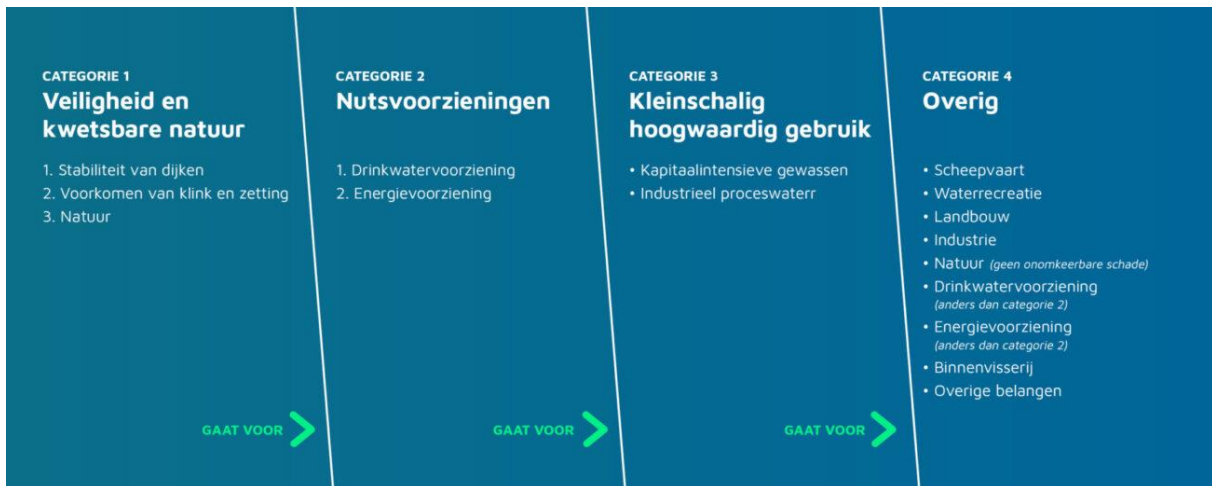 CATEGORIE 1
Veiligheid en
kwetsbare natuur
1. Stabiliteit van dijken
2. Voorkomen van klink en zetting
3. Natuur
GAAT VOOR
CATEGORIE 2
Nutsvoorzieningen
1. Drinkwatervoorziening
2. Energievoorziening
GAAT VOOR
CATEGORIE 3
Kleinschalig
hoogwaardig gebruik
• Kapitaalintensieve gewassen
• Industrieel proceswaterr
GAAT VOOR
CATEGORIE 4
Overig
• Scheepvaart
• Waterrecreatie
• Landbouw
• Industrie
• Natuur (geen onomkeerbare schade)
• Drinkwatervoorziening
(anders dan categorie 2)
• Energievoorziening
(anders dan categorie 2)
• Binnenvisserij
• Overige belangen